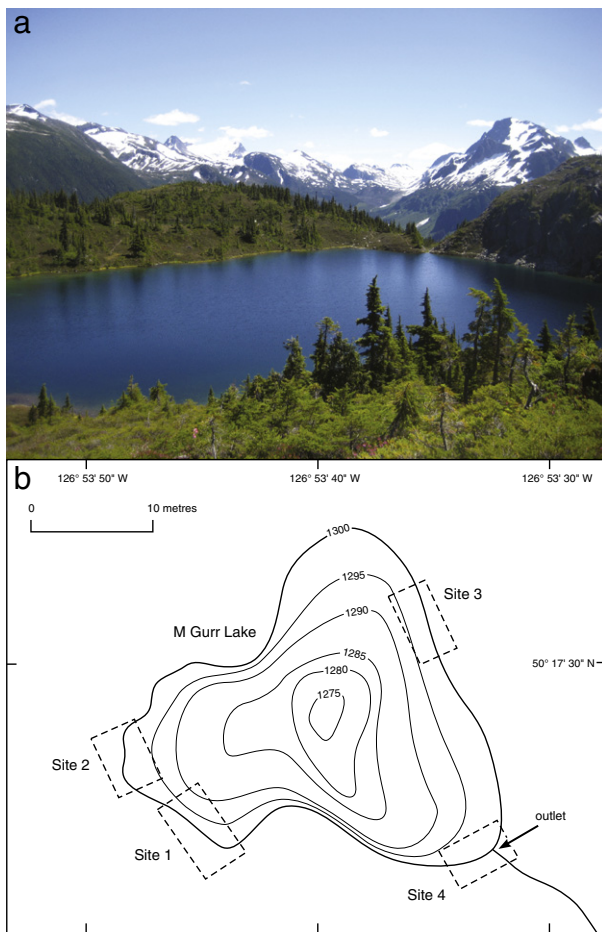 a
b
126° 53' 50" W
126° 53' 40" W
126° 53' 30" W
0
10 metres
1300
1295
Site 3
1290
M Gurr Lake
1285
50° 17' 30" N
1280
1275
Site 2
outlet
Site 1
Site 4